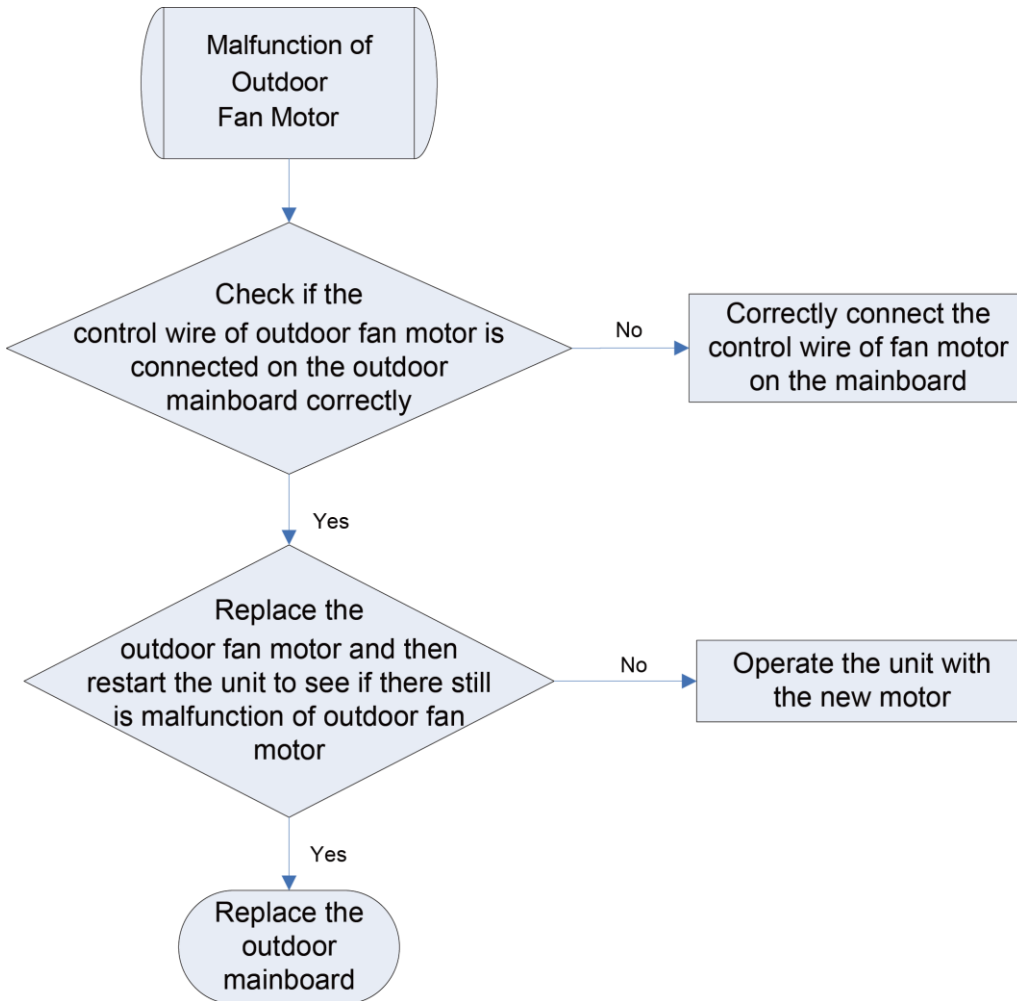 Malfunction of
Outdoor
Fan Motor
Check if the
control wire of outdoor fan motor is
connected on the outdoor
mainboard correctly
No
Correctly connect the
control wire of fan motor
on the mainboard
Yes
Replace the
outdoor fan motor and then
restart the unit to see if there still
is malfunction of outdoor fan
motor
No
Operate the unit with
the new motor
Yes
Replace the
outdoor
mainboard